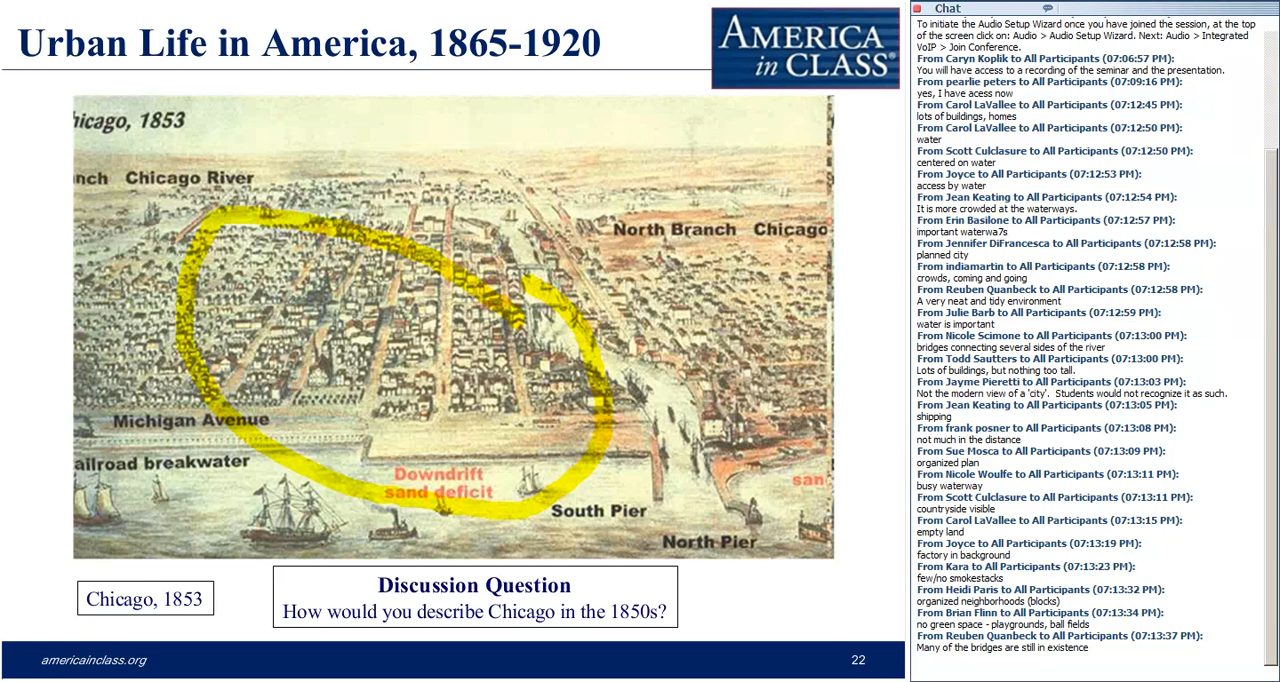 Urban Life in America, 1865-1920
AMERICA
in CLASS®
hicago, 1853
nch Chicago River
North Branch Chicago
Michigan Avenue
ailroad breakwater
Downdrift
sand deficit
san
South Pier
North Pier
Chicago, 1853
Discussion Question
How would you describe Chicago in the 1850s?
americainclass.org
22
Chat
To initiate the Audio Setup Wizard once you have joined the session, at the top
of the screen click on: Audio > Audio Setup Wizard. Next: Audio > Integrated
VoIP > Join Conference.
From Caryn Koplik to All Participants (07:06:57 PM):
You will have access to a recording of the seminar and the presentation.
From pearlie peters to All Participants (07:09:16 PM):
yes, I have acess now
From Carol LaVallee to All Participants (07:12:45 PM):
lots of buildings, homes
From Carol LaVallee to All Participants (07:12:50 PM):
water
From Scott Culclasure to All Participants (07:12:50 PM):
centered on water
From Joyce to All Participants (07:12:53 PM):
access by water
From Jean Keating to All Participants (07:12:54 PM):
It is more crowded at the waterways.
From Erin Basilone to All Participants (07:12:57 PM):
important waterwa7s
From Jennifer DiFrancesca to All Participants (07:12:58 PM):
planned city
From indiamartin to All Participants (07:12:58 PM):
crowds, coming and going
From Reuben Quanbeck to All Participants (07:12:58 PM):
A very neat and tidy environment
From Julie Barb to All Participants (07:12:59 PM):
water is important
From Nicole Scimone to All Participants (07:13:00 PM):
bridges connecting several sides of the river
From Todd Sautters to All Participants (07:13:00 PM):
Lots of buildings, but nothing too tall.
From Jayme Pieretti to All Participants (07:13:03 PM):
Not the modern view of a 'city'. Students would not recognize it as such.
From Jean Keating to All Participants (07:13:05 PM):
shipping
From frank posner to All Participants (07:13:08 PM):
not much in the distance
From Sue Mosca to All Participants (07:13:09 PM):
organized plan
From Nicole Woulfe to All Participants (07:13:11 PM):
busy waterway
From Scott Culclasure to All Participants (07:13:11 PM):
countryside visible
From Carol LaVallee to All Participants (07:13:15 PM):
empty land
From Joyce to All Participants (07:13:19 PM):
factory in background
From Kara to All Participants (07:13:23 PM):
few/no smokestacks
From Heidi Paris to All Participants (07:13:32 PM):
organized neighborhoods (blocks)
From Brian Flinn to All Participants (07:13:34 PM):
no green space - playgrounds, ball fields
From Reuben Quanbeck to All Participants (07:13:37 PM):
Many of the bridges are still in existence